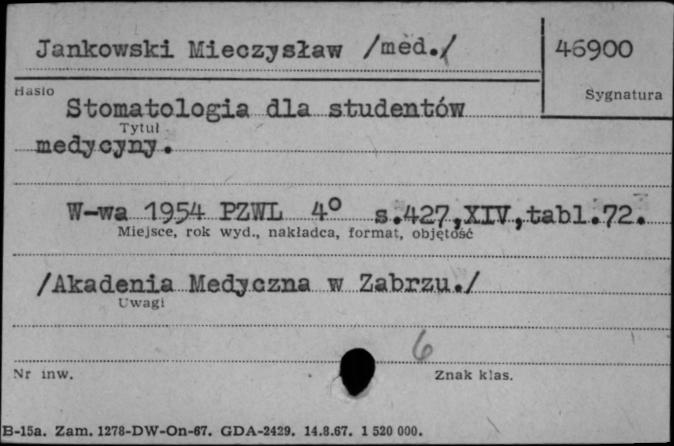 Jankowski Mieczysław /med./
46900
Hasło
Sygnatura
Stomatologia dla studentów
Tytuł
medycyny.
W-wa 1954 PZWL 4° s.427,XIV,tabl.72.
Miejsce, rok wyd., nakładca, format, objętość
/Akadenia Medyczna w Zabrzu./
Uwagi
6
Nr inw.
Znak klas.
B-15a. Zam. 1278-DW-On-67. GDA-2429. 14.8.67. 1 520 000.